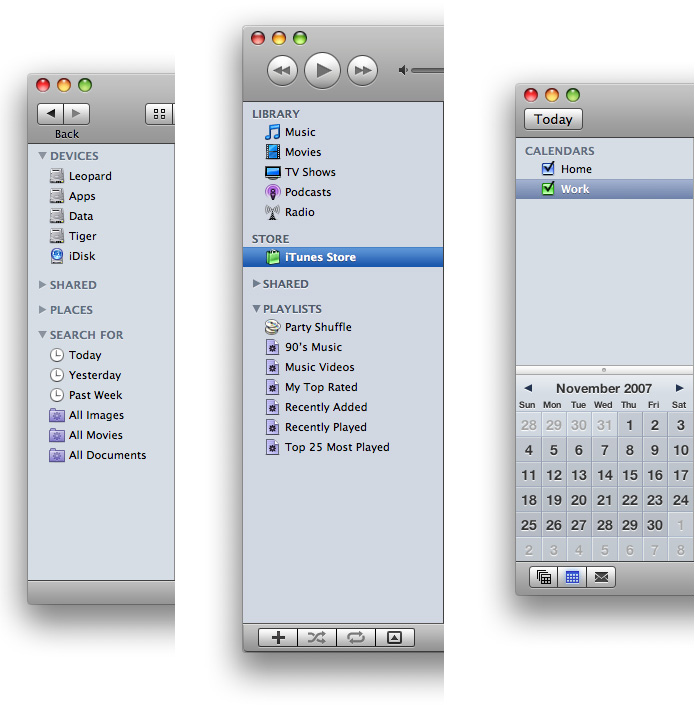 Back
DEVICES
Leopard
Apps
Data
Tiger
iDisk
SHARED
PLACES
SEARCH FOR
Today
Yesterday
Past Week
All Images
All Movies
All Documents
LIBRARY
Music
Movies
TV Shows
Podcasts
Radio
STORE
iTunes Store
SHARED
PLAYLISTS
Party Shuffle
90's Music
Music Videos
My Top Rated
Recently Added
Recently Played
Top 25 Most Played
Today
CALENDARS
Home
Work
November 2007
Sun Mon Tue Wed Thu Fri Sat
28 29 30 31 1 2 3
4 5 6 7 8 9 10
11 12 13 14 15 16 17
18 19 20 21 22 23 24
25 26 27 28 29 30 1
2 3 4 5 6 7 8